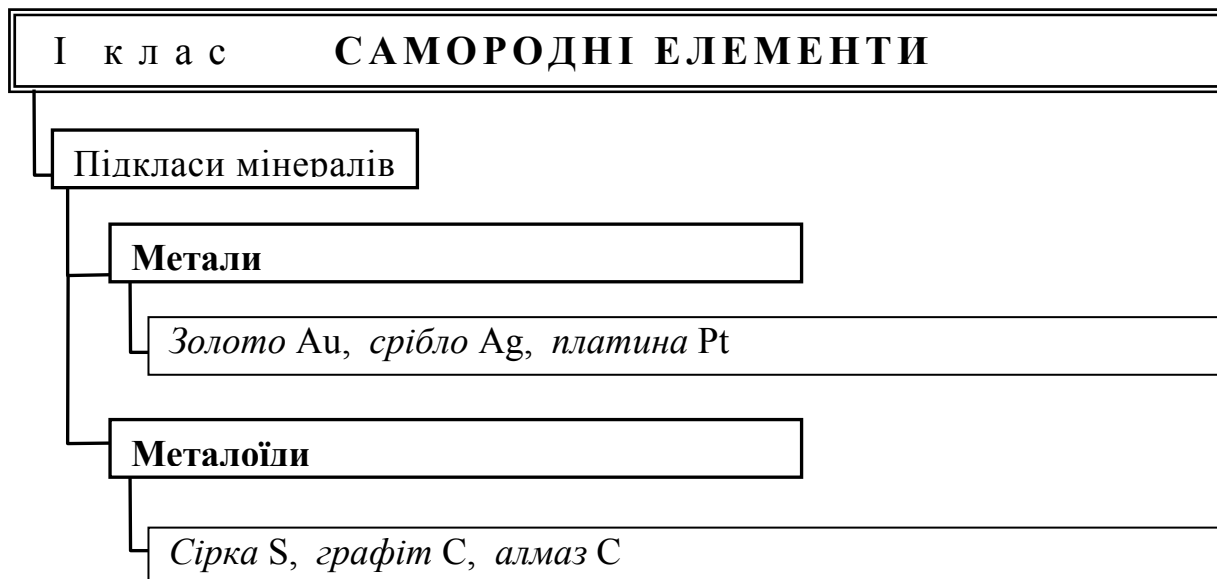 І клас САМОРОДНІ ЕЛЕМЕНТИ
Підкласи мінералів
Метали
Золото Au, срібло Ag, платина Pt
Металоїди
Сірка S, графіт C, алмаз C